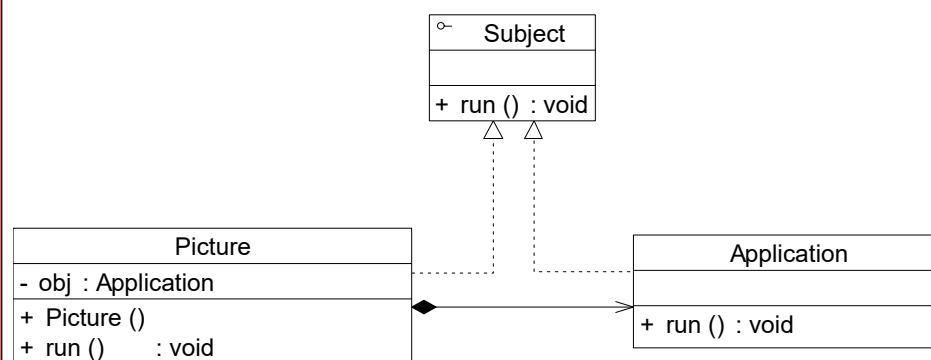 Subject
+ run () : void
Picture
- obj : Application
+ Picture ()
+ run () : void
Application
+ run () : void